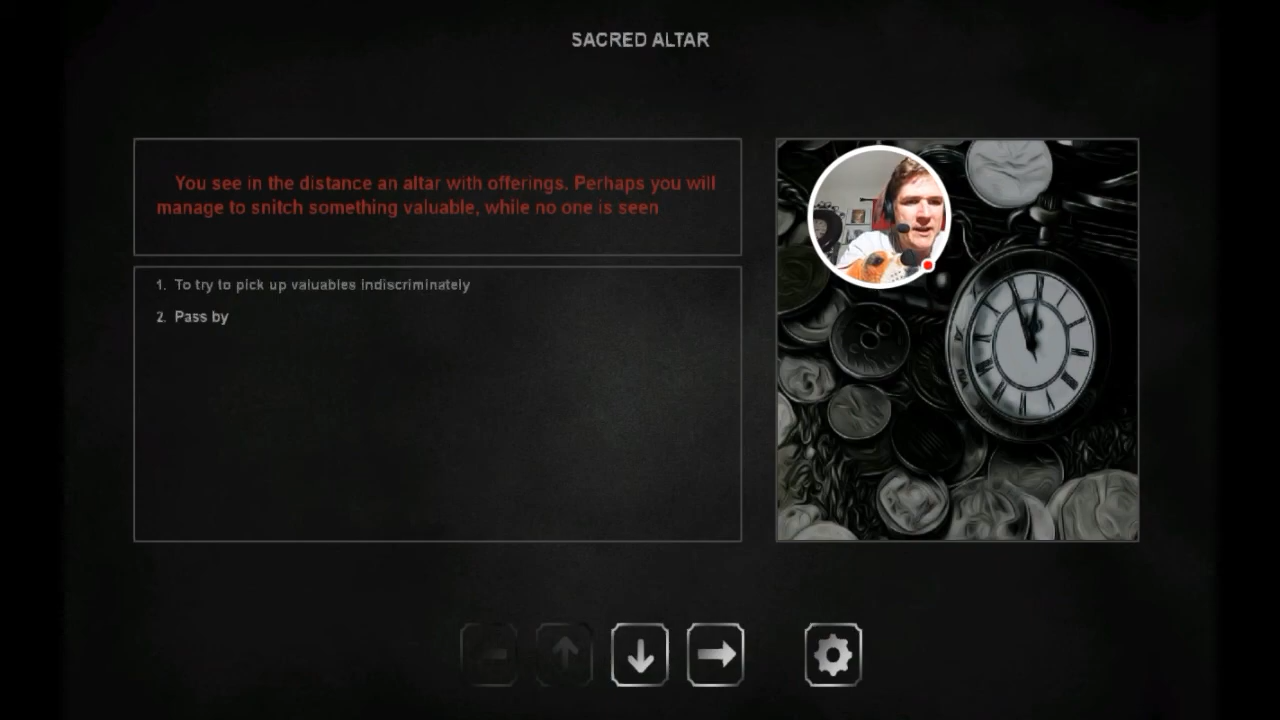 SACRED ALTAR
You see in the distance an altar with offerings. Perhaps you will
manage to snitch something valuable, while no one is seen
1. To try to pick up valuables indiscriminately
2. Pass by